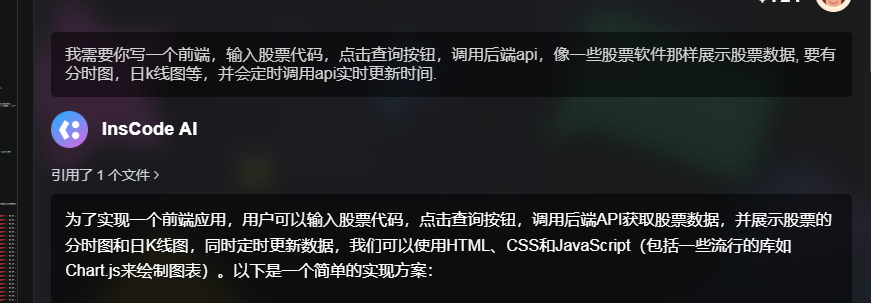 我需要你写一个前端，输入股票代码，点击查询按钮，调用后端api，像一些股票软件那样展示股票数据, 要有
分时图，日k线图等，并会定时调用api实时更新时间.
InsCode AI
引用了 1 个文件 >
为了实现一个前端应用，用户可以输入股票代码，点击查询按钮，调用后端API获取股票数据，并展示股票的
分时图和日K线图，同时定时更新数据，我们可以使用HTML、CSS和JavaScript（包括一些流行的库如
Chart.js来绘制图表）。以下是一个简单的实现方案：